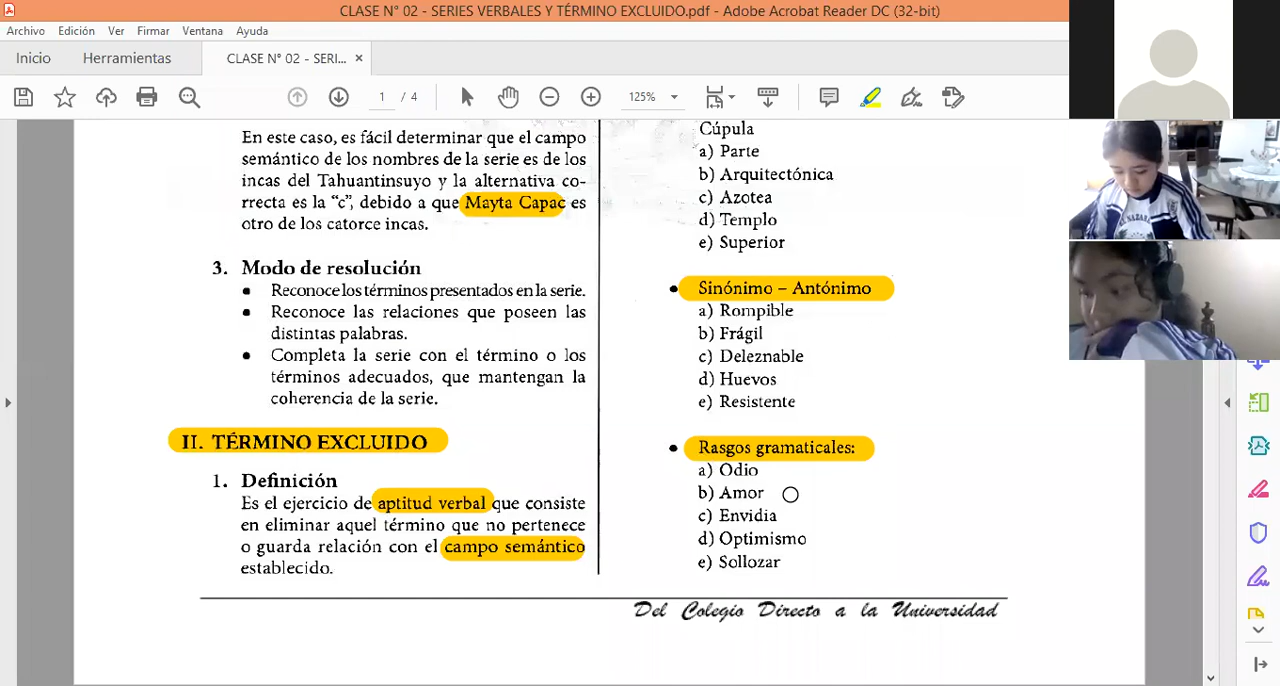 CLASE N° 02 - SERIES VERBALES Y TÉRMINO EXCLUIDO.pdf - Adobe Acrobat Reader DC (32-bit)
Archivo Edición Ver Firmar Ventana Ayuda
Inicio Herramientas CLASE N° 02 - SERI... ×
1 / 4 125%
En este caso, es fácil determinar que el campo
semántico de los nombres de la serie es de los
incas del Tahuantinsuyo y la alternativa co-
rrecta es la “c”, debido a que Mayta Capac es
otro de los catorce incas.
3. Modo de resolución
• Reconoce los términos presentados en la serie.
• Reconoce las relaciones que poseen las
distintas palabras.
• Completa la serie con el término o los
términos adecuados, que mantengan la
coherencia de la serie.
II. TÉRMINO EXCLUIDO
1. Definición
Es el ejercicio de aptitud verbal que consiste
en eliminar aquel término que no pertenece
o guarda relación con el campo semántico
establecido.
Cúpula
a) Parte
b) Arquitectónica
c) Azotea
d) Templo
e) Superior
• Sinónimo – Antónimo
a) Rompible
b) Frágil
c) Deleznable
d) Huevos
e) Resistente
• Rasgos gramaticales:
a) Odio
b) Amor
c) Envidia
d) Optimismo
e) Sollozar
Del Colegio Directo a la Universidad